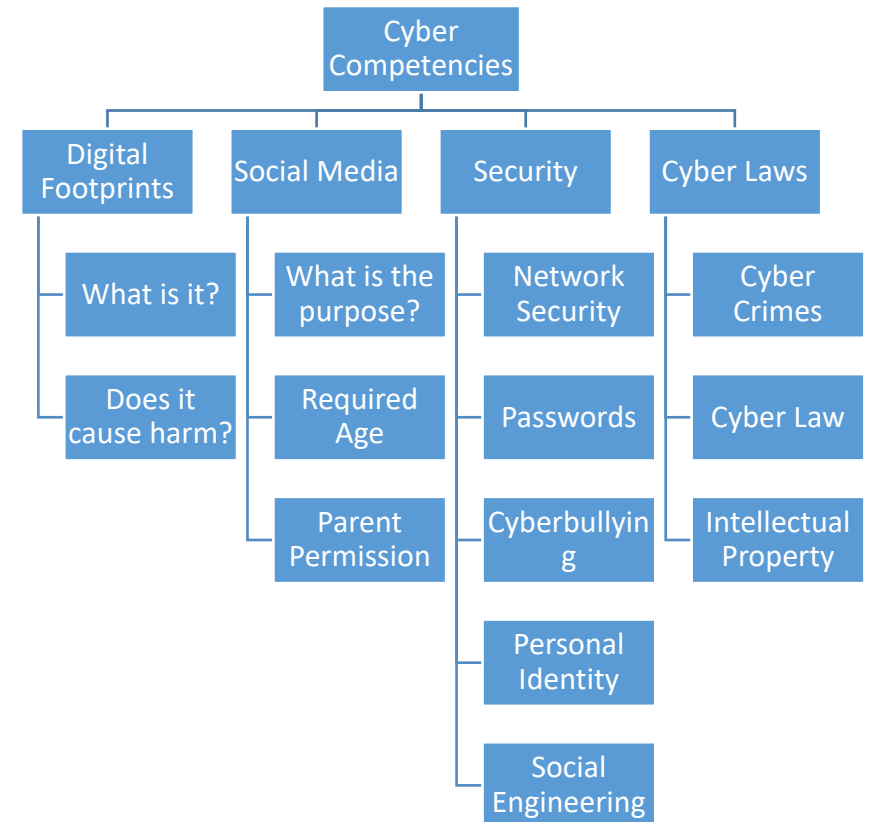 Cyber
Competencies
Digital
Footprints
What is it?
Does it
cause harm?
Social Media
What is the
purpose?
Required
Age
Parent
Permission
Security
Network
Security
Passwords
Cyberbullyin
g
Personal
Identity
Social
Engineering
Cyber Laws
Cyber
Crimes
Cyber Law
Intellectual
Property